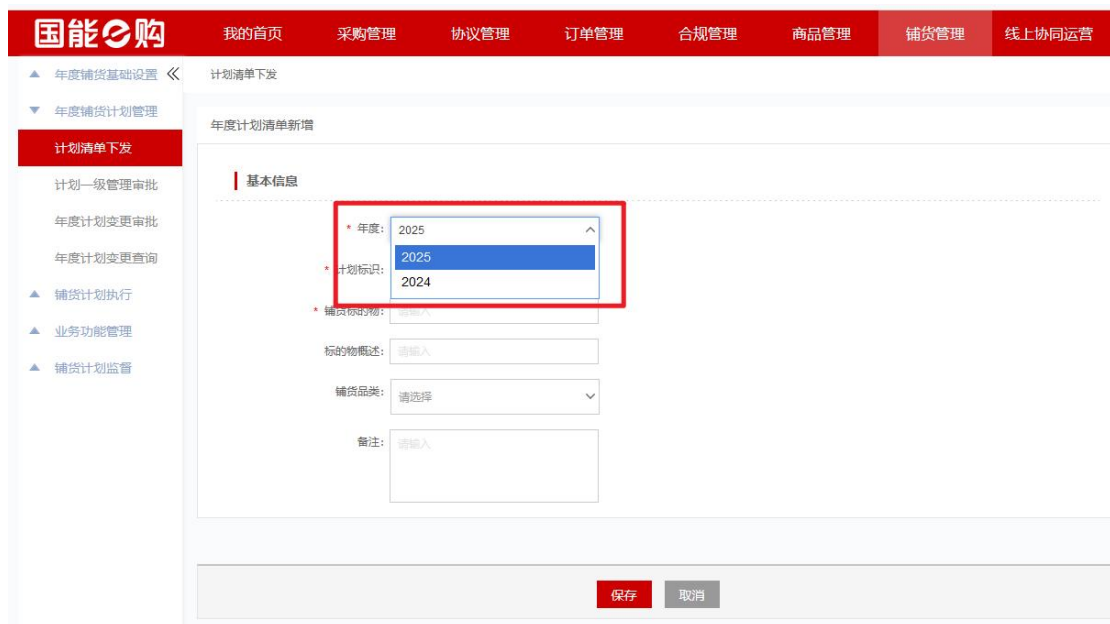 国能e购 我的首页 采购管理 协议管理 订单管理 合规管理 商品管理 铺货管理 线上协同运营
年度铺货基础设置
计划清单下发
年度铺货计划管理
年度计划清单新增
计划清单下发
计划一级管理审批
基本信息
年度计划变更审批
* 年度: 2025
年度计划变更查询
2025
* 计划标识:
2024
铺货计划执行
* 铺货标的物: 请输入
业务功能管理
标的物概述: 请输入
铺货计划监督
铺货品类: 请选择
备注: 请输入
保存 取消